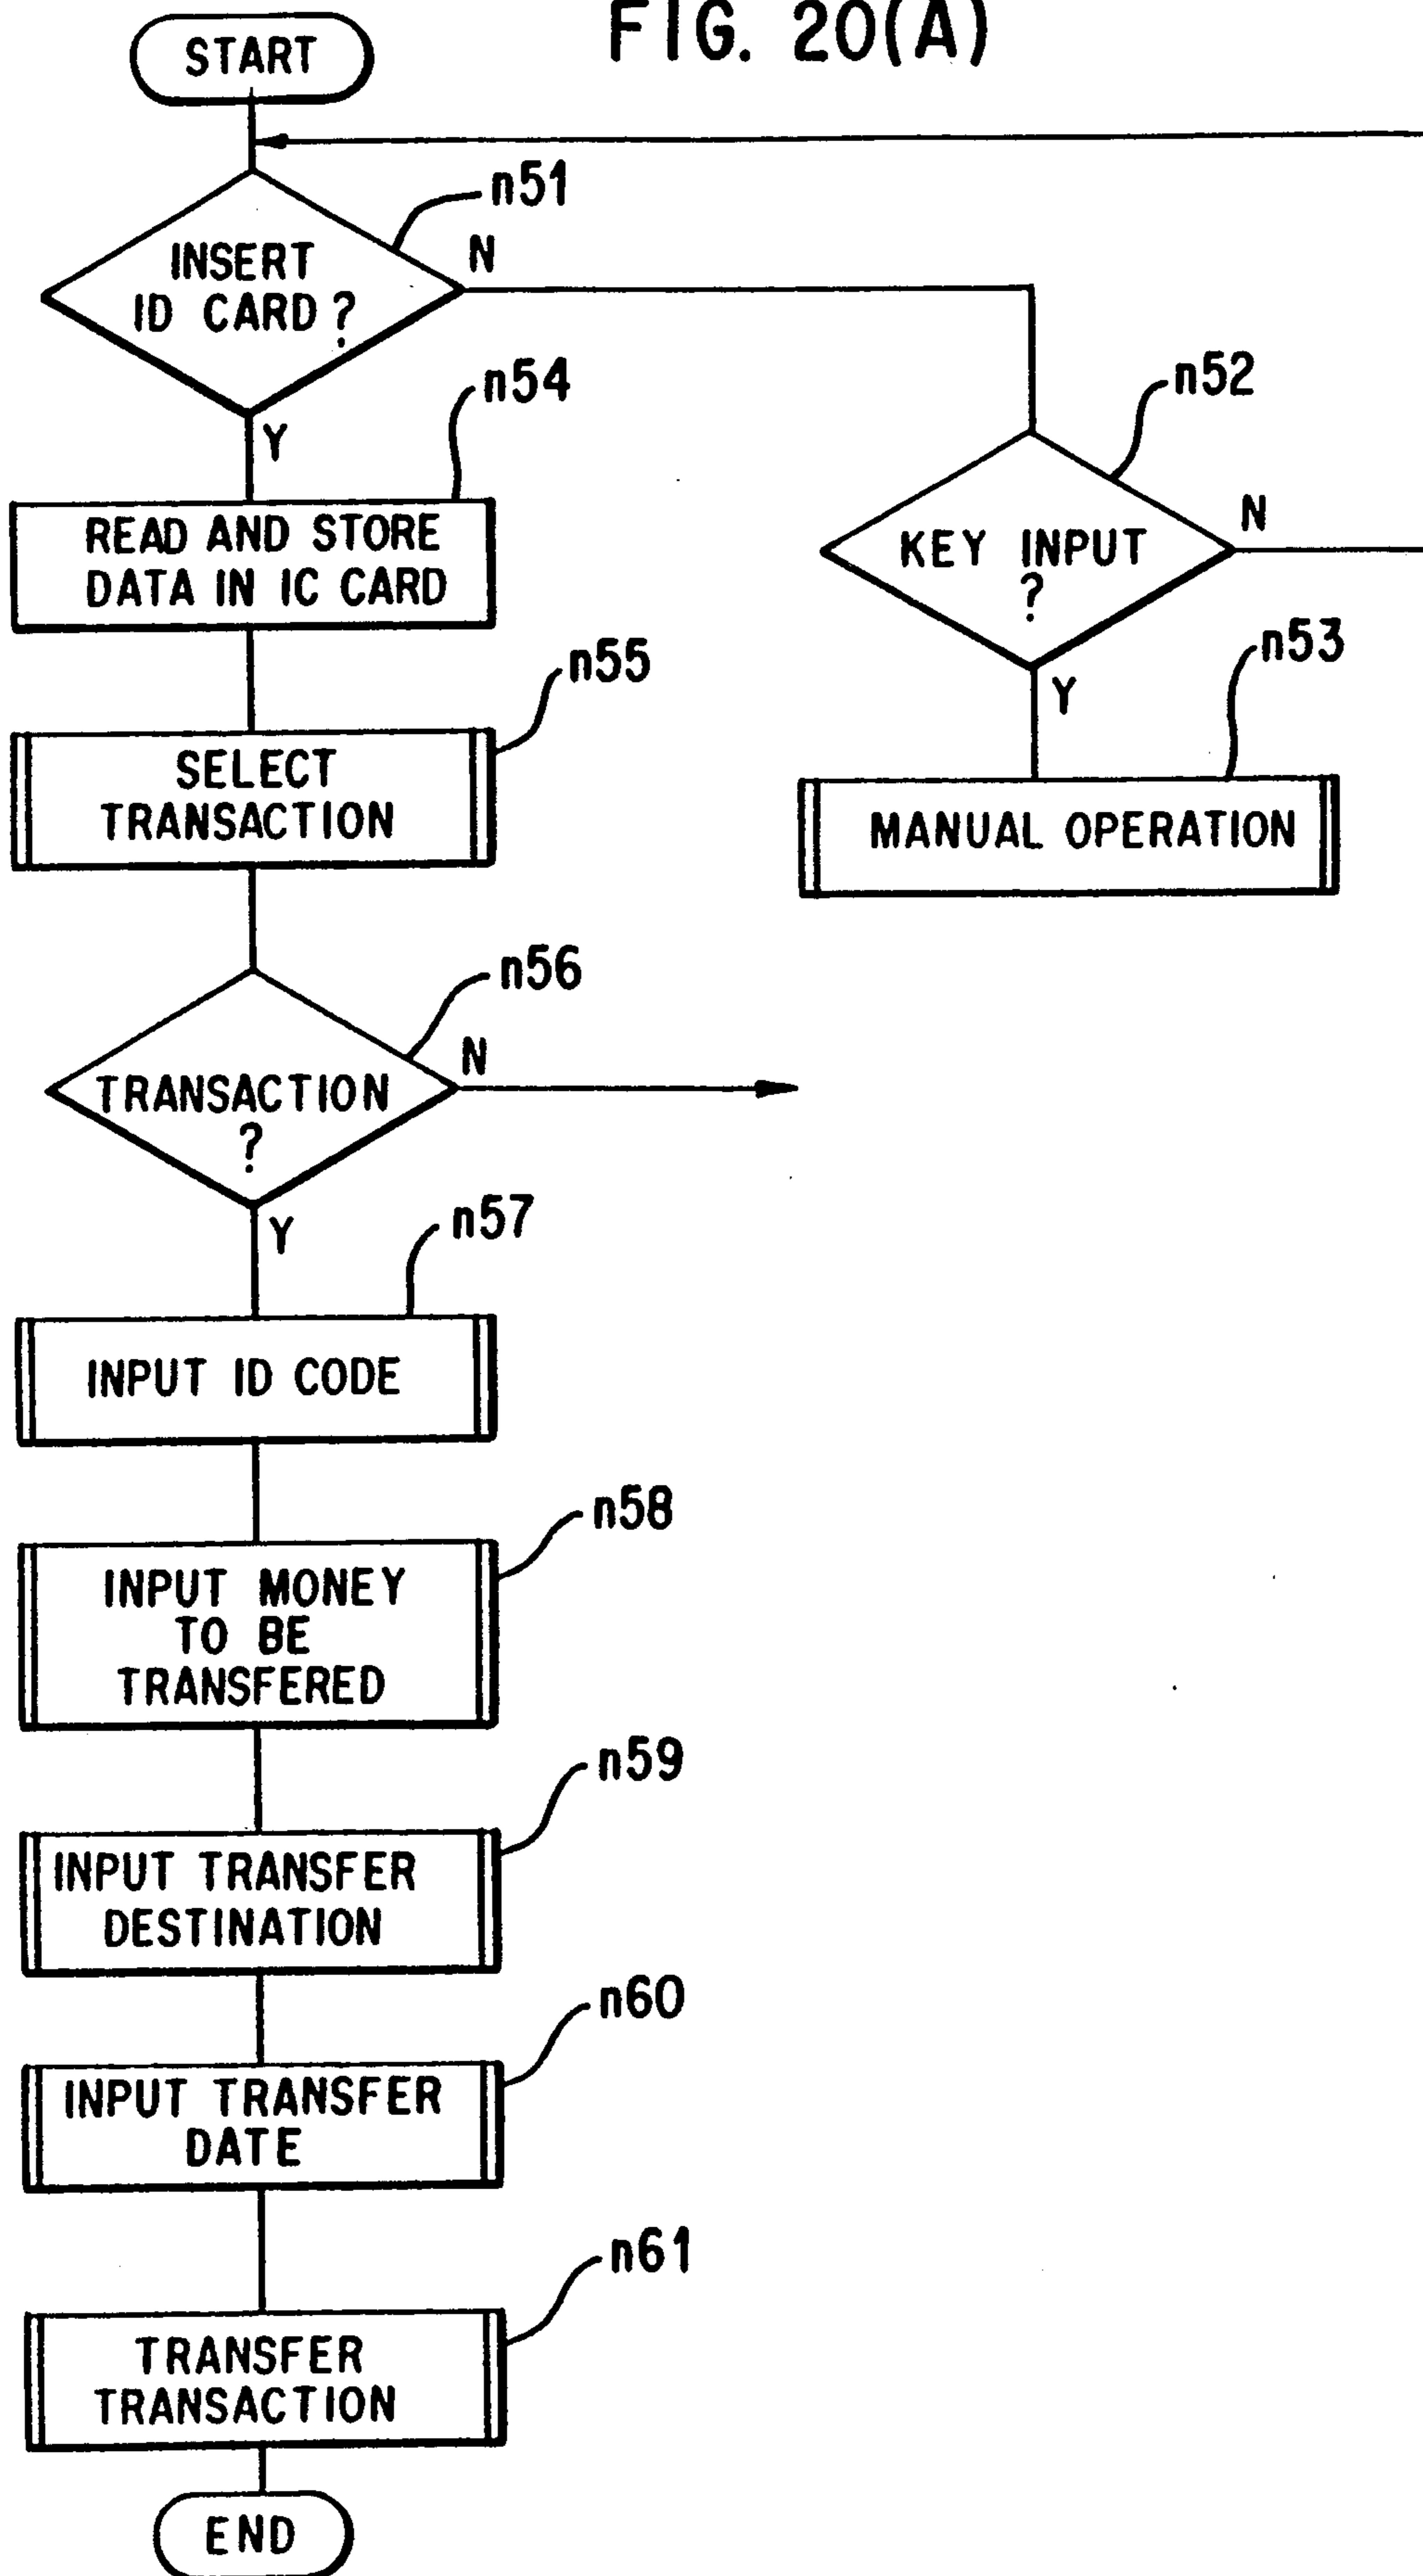 FIG. 20(A)
START
n51
INSERT
ID CARD?
N
Y
n54
READ AND STORE
DATA IN IC CARD
n52
KEY INPUT
?
N
Y
n53
MANUAL OPERATION
n55
SELECT
TRANSACTION
n56
TRANSACTION
?
N
Y
n57
INPUT ID CODE
n58
INPUT MONEY
TO BE
TRANSFERED
n59
INPUT TRANSFER
DESTINATION
n60
INPUT TRANSFER
DATE
n61
TRANSFER
TRANSACTION
END